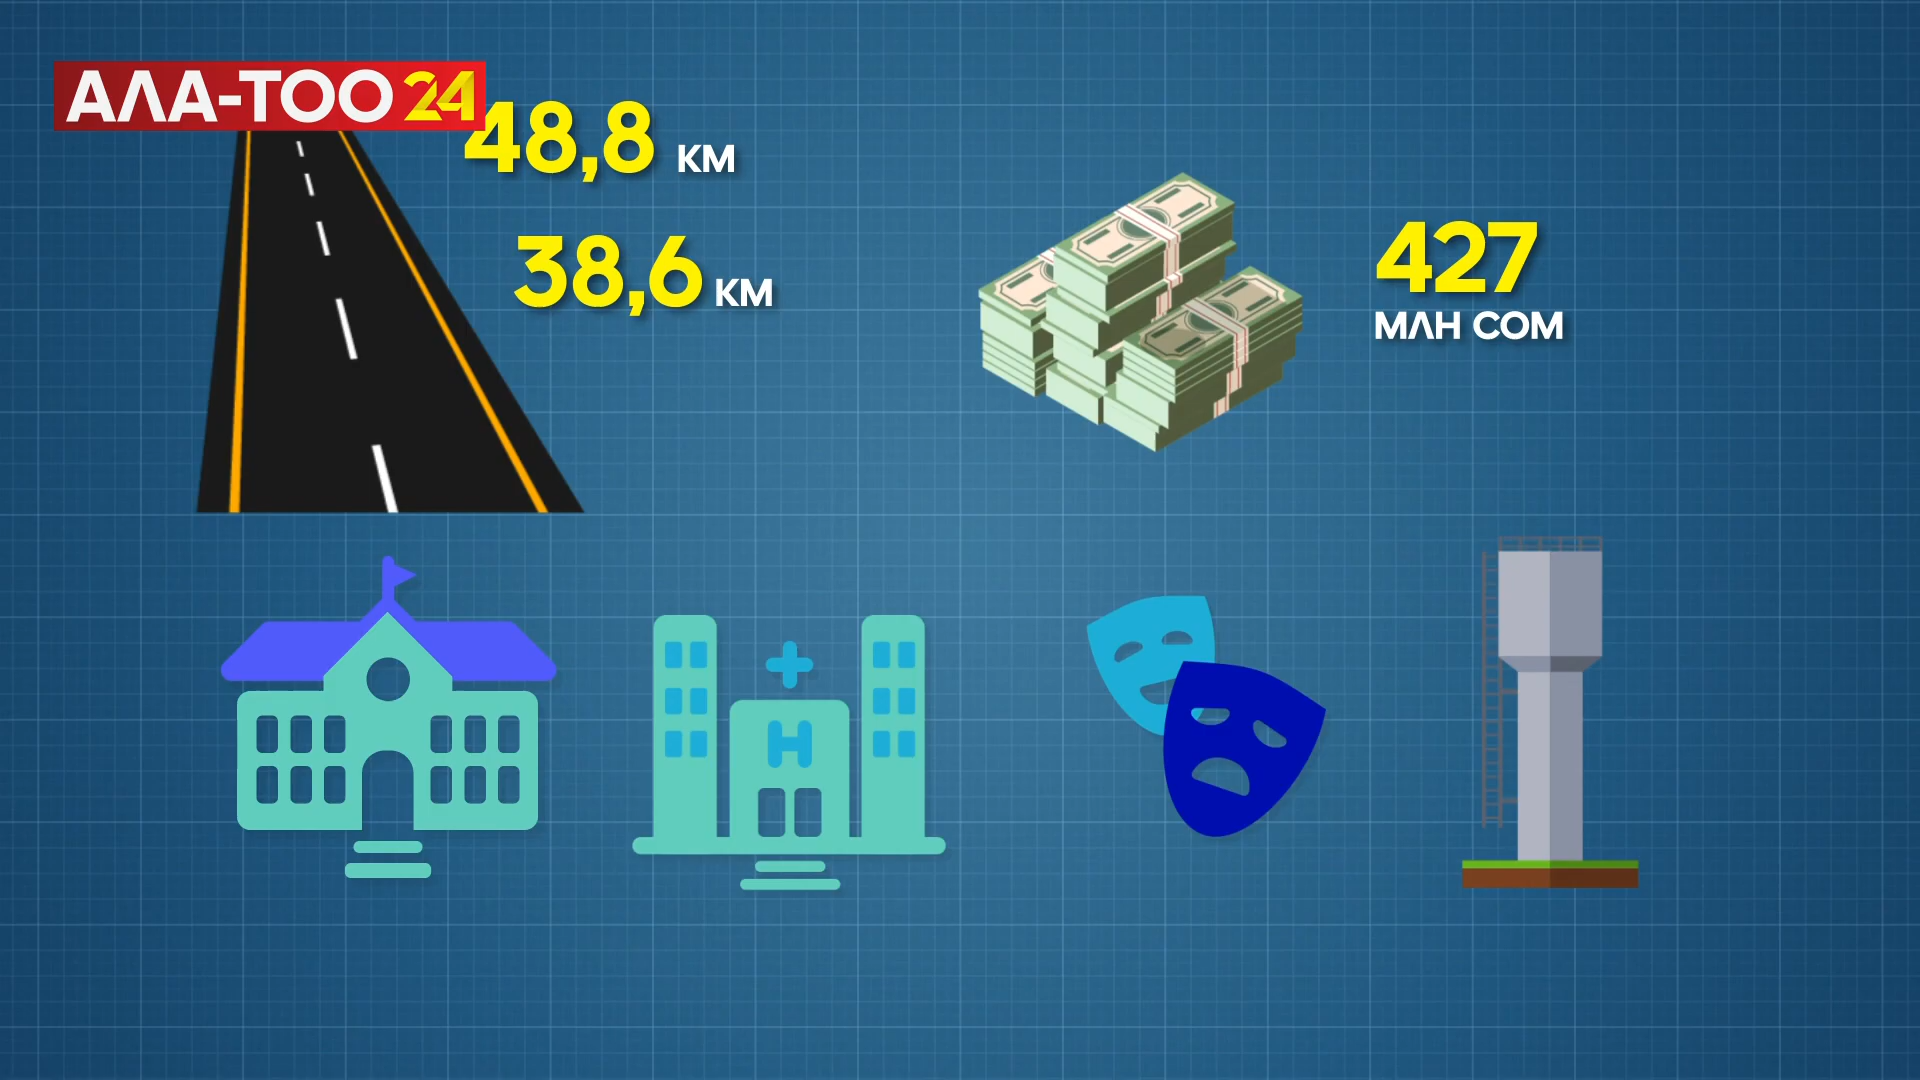 АЛА-ТОО 24
48,8 КМ
38,6 КМ
427
МЛН СОМ
H